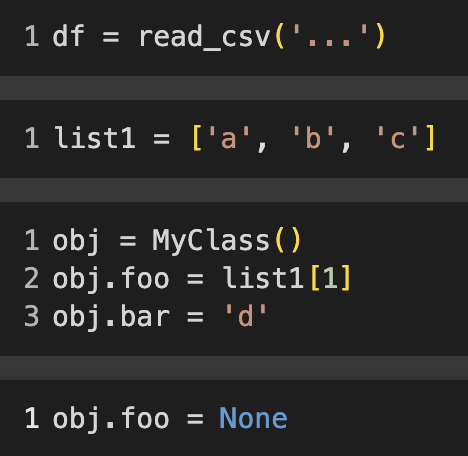 1 df = read_csv('...')
1 list1 = ['a', 'b', 'c']
1 obj = MyClass()
2 obj.foo = list1[1]
3 obj.bar = 'd'
1 obj.foo = None